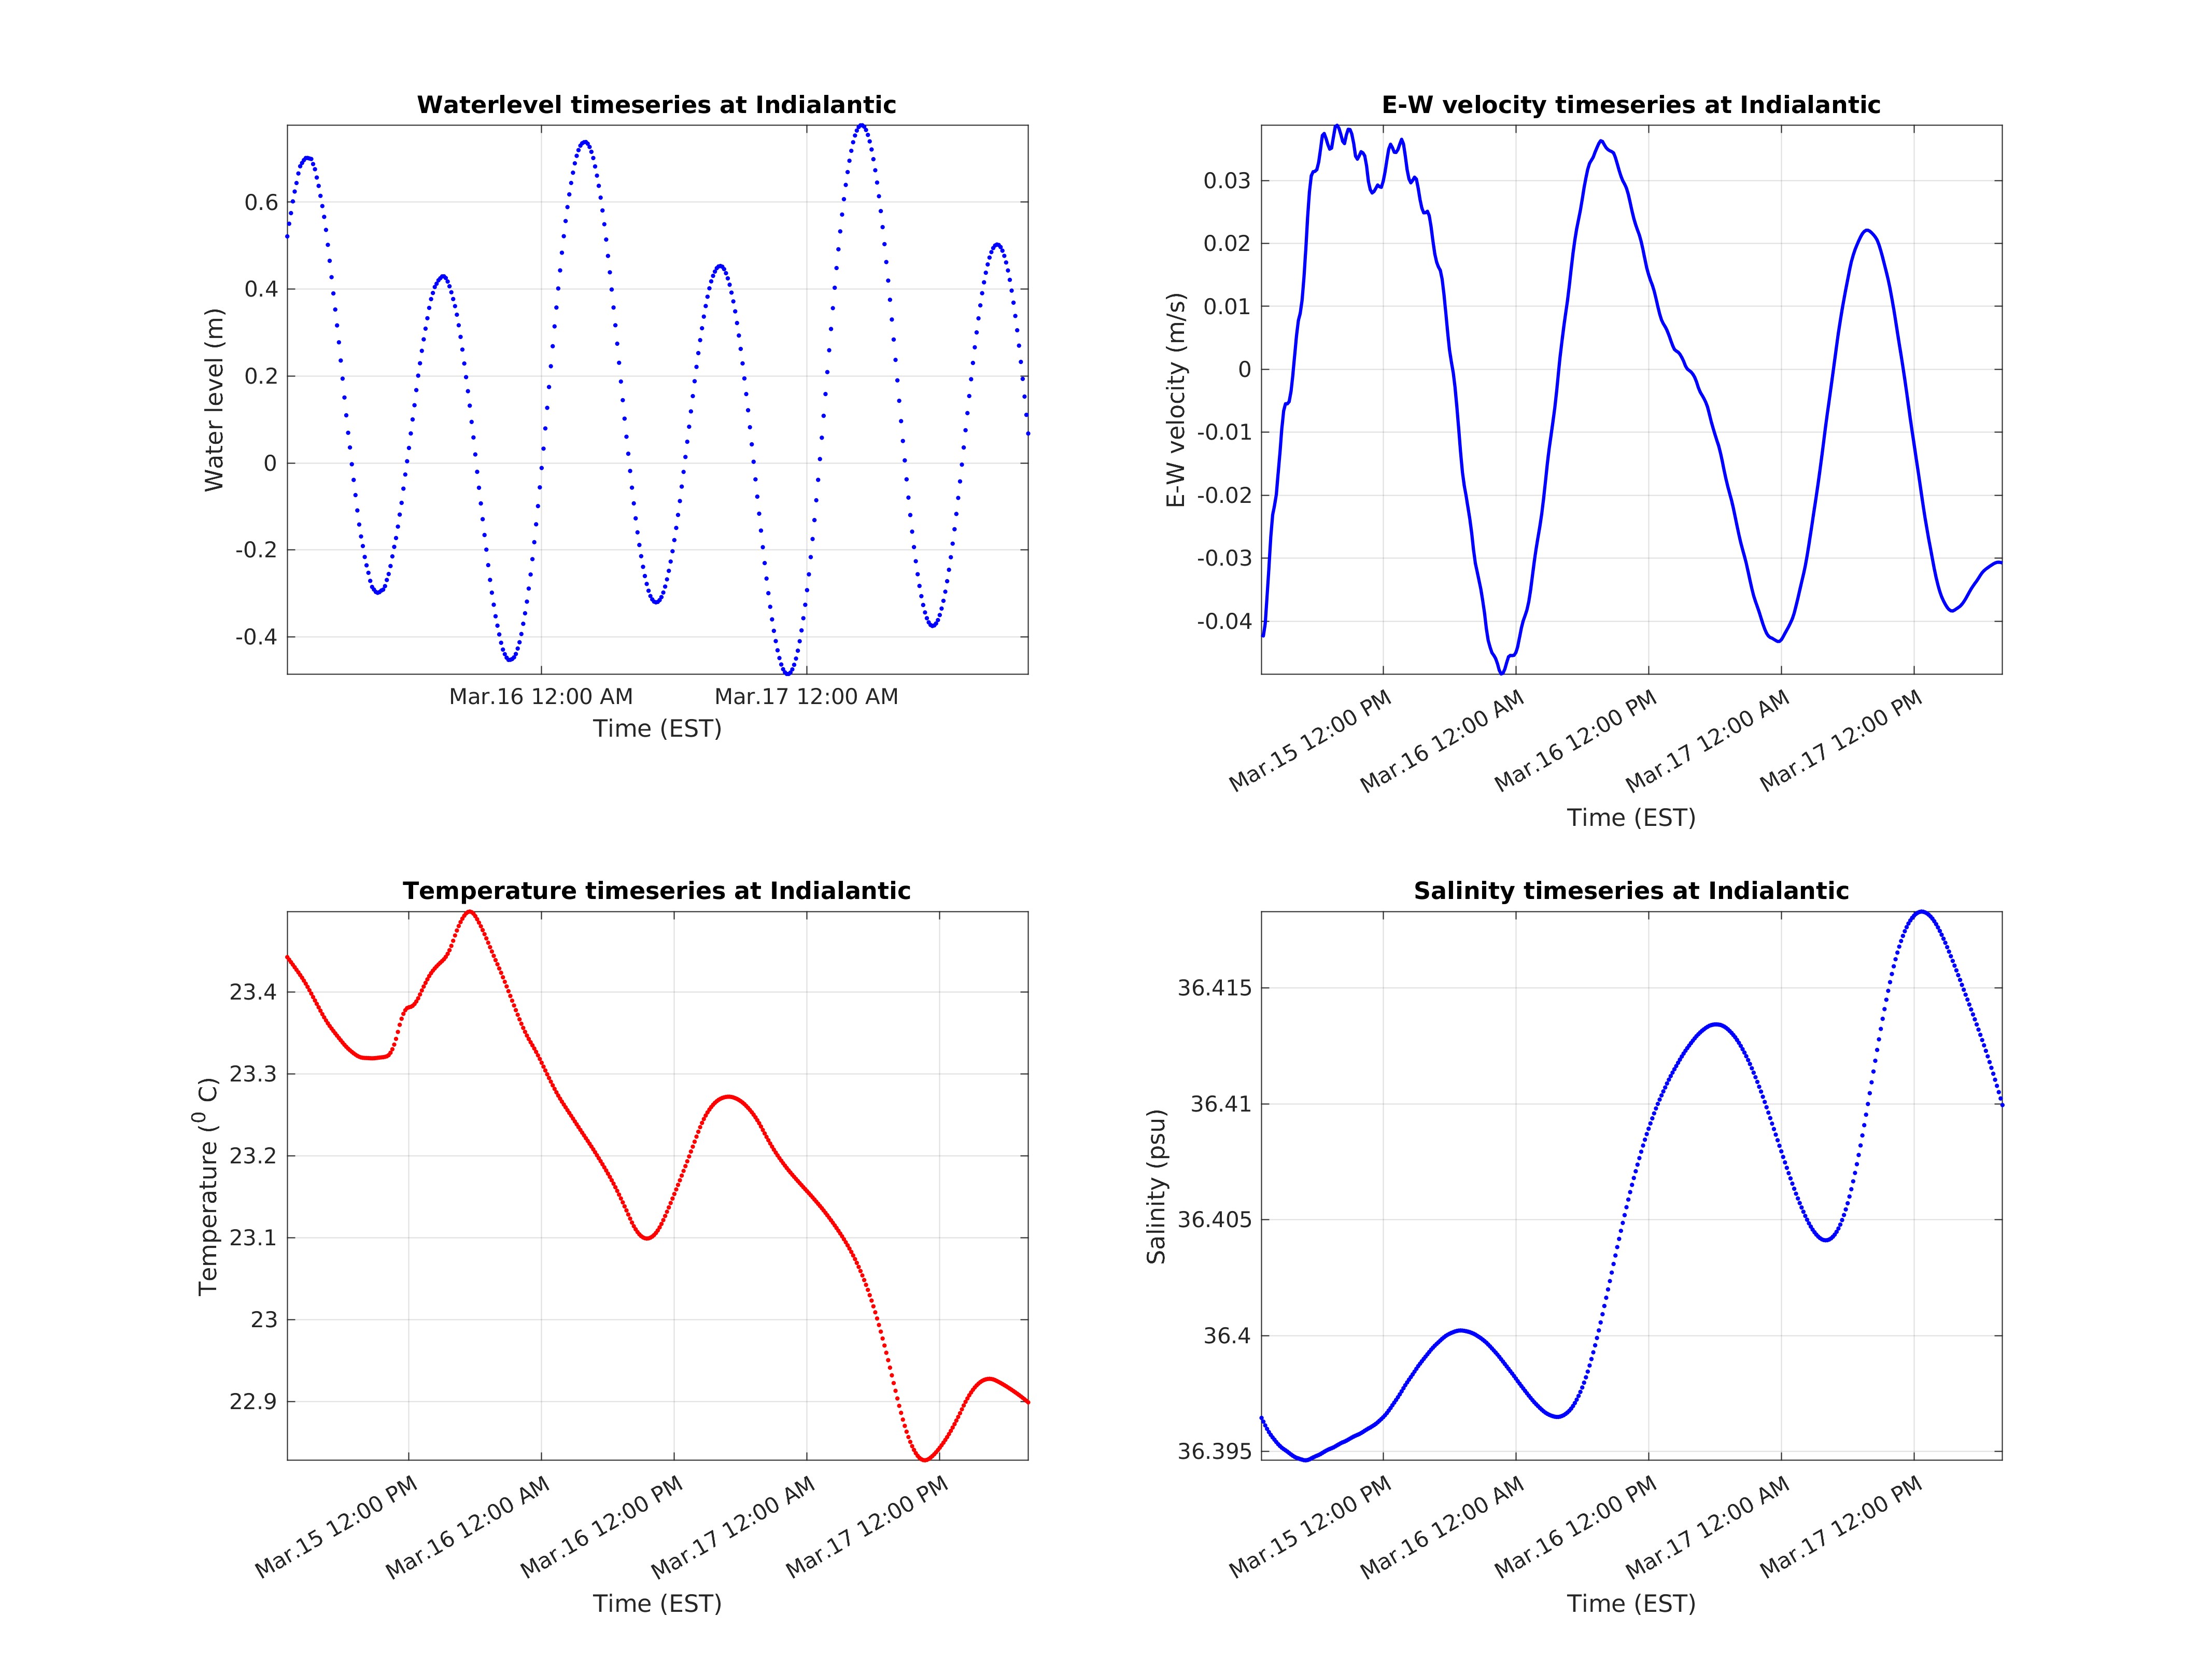 Waterlevel timeseries at Indialantic
0.6
0.4
0.2
0
-0.2
-0.4
Water level (m)
Mar.16 12:00 AM
Mar.17 12:00 AM
Time (EST)
E-W velocity timeseries at Indialantic
0.03
0.02
0.01
0
-0.01
-0.02
-0.03
-0.04
E-W velocity (m/s)
Mar.15 12:00 PM
Mar.16 12:00 AM
Mar.16 12:00 PM
Mar.17 12:00 AM
Mar.17 12:00 PM
Time (EST)
Temperature timeseries at Indialantic
23.4
23.3
23.2
23.1
23
22.9
Temperature (⁰ C)
Mar.15 12:00 PM
Mar.16 12:00 AM
Mar.16 12:00 PM
Mar.17 12:00 AM
Mar.17 12:00 PM
Time (EST)
Salinity timeseries at Indialantic
36.415
36.41
36.405
36.4
36.395
Salinity (psu)
Mar.15 12:00 PM
Mar.16 12:00 AM
Mar.16 12:00 PM
Mar.17 12:00 AM
Mar.17 12:00 PM
Time (EST)